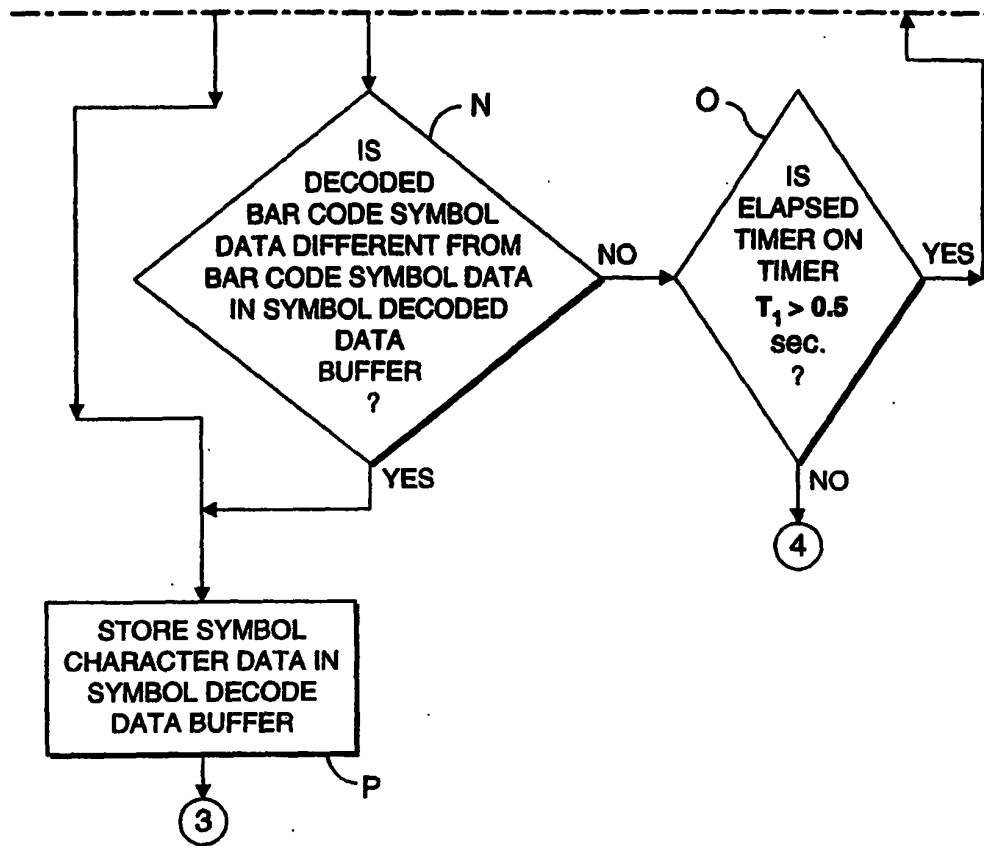 N
IS
DECODED
BAR CODE SYMBOL
DATA DIFFERENT FROM
BAR CODE SYMBOL DATA
IN SYMBOL DECODED
DATA
BUFFER
?
NO
YES
O
IS
ELAPSED
TIMER ON
TIMER
T₁ > 0.5
sec.
?
YES
NO
4
STORE SYMBOL
CHARACTER DATA IN
SYMBOL DECODE
DATA BUFFER
P
3